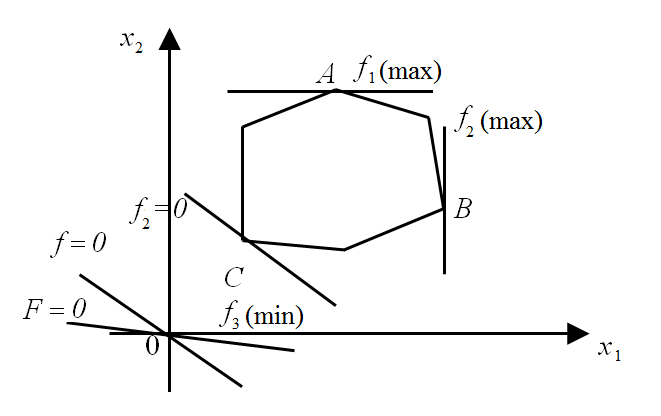 x₂
A f₁(max)
f₂(max)
f₂=0
B
f=0
C
F=0
f₃(min)
0
x₁